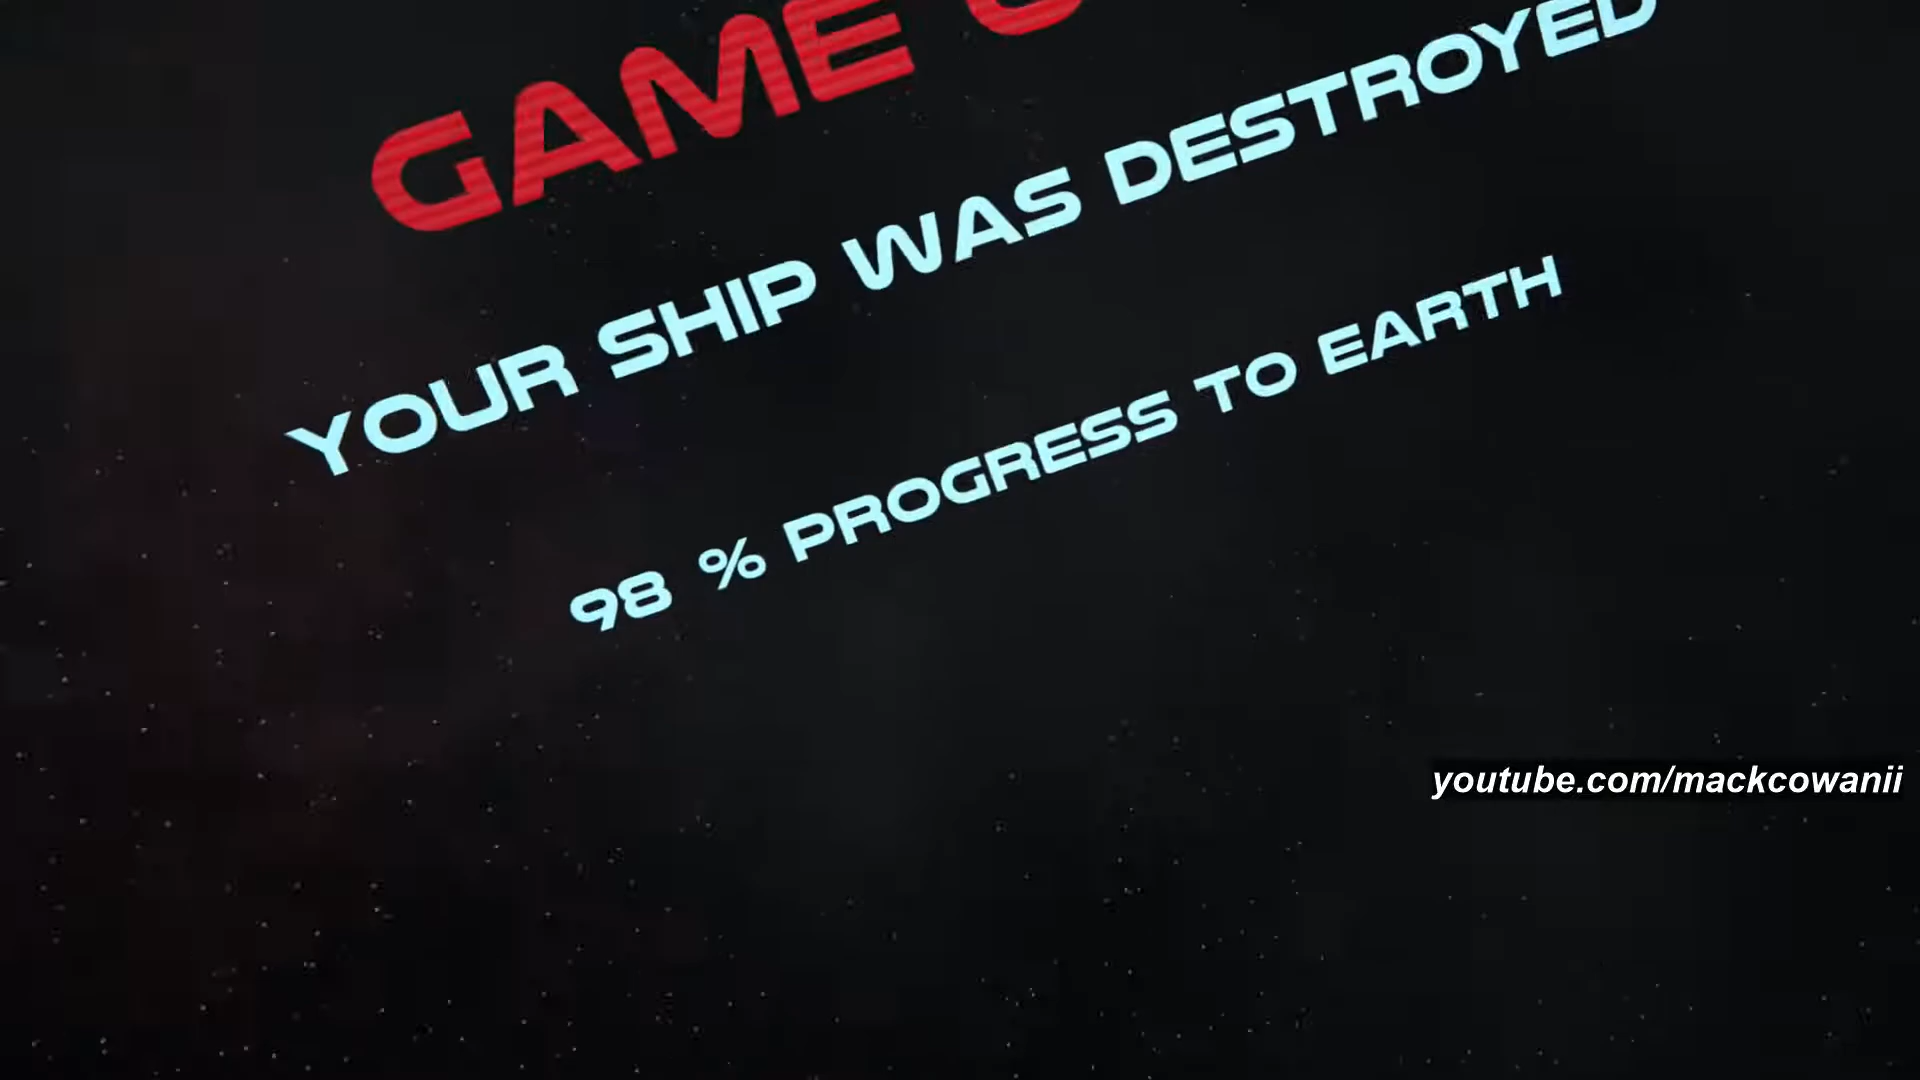 GAME
YOUR SHIP WAS DESTROYED
98 % PROGRESS TO EARTH
youtube.com/mackcowanii